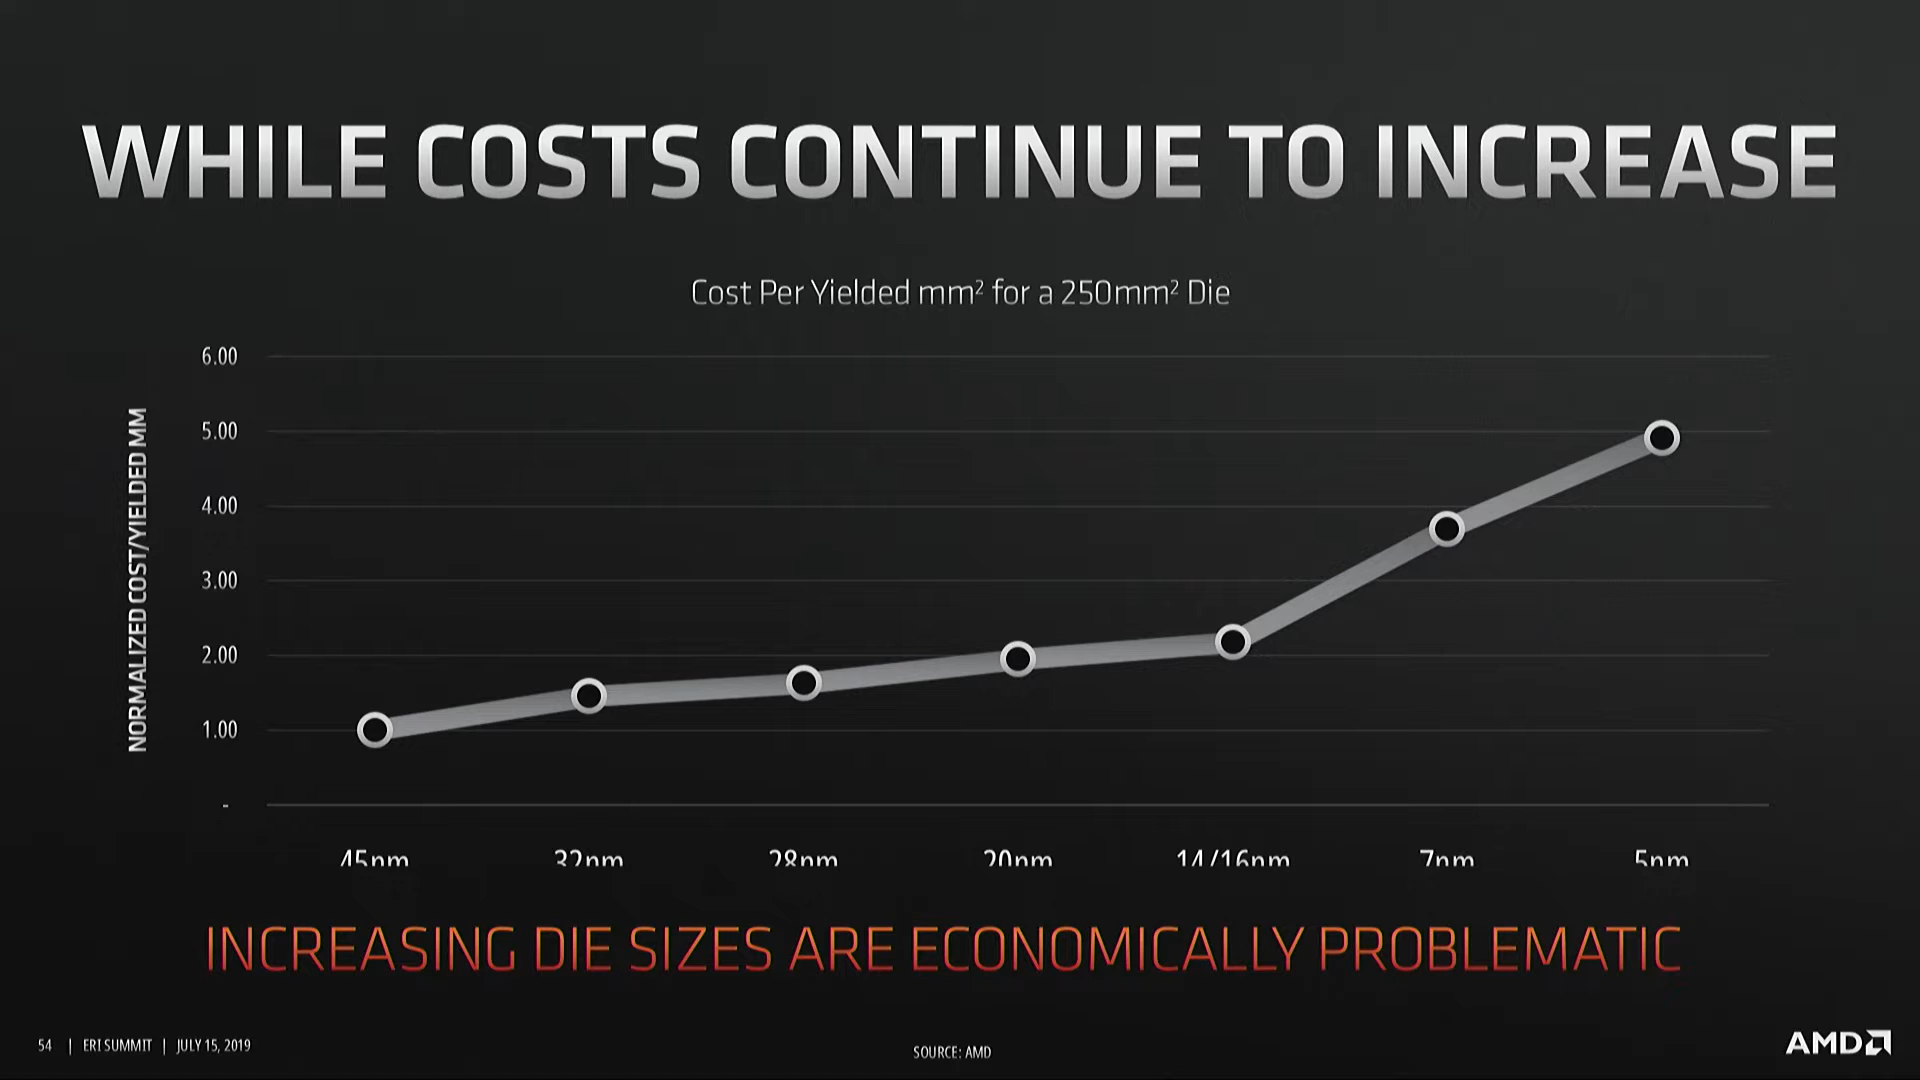 WHILE COSTS CONTINUE TO INCREASE
Cost Per Yielded mm² for a 250mm² Die
NORMALIZED COST/YIELDED MM
6.00
5.00
4.00
3.00
2.00
1.00
-
45nm 32nm 28nm 20nm 14/16nm 7nm 5nm
INCREASING DIE SIZES ARE ECONOMICALLY PROBLEMATIC
54 | ERI SUMMIT | JULY 15, 2019
SOURCE: AMD
AMD